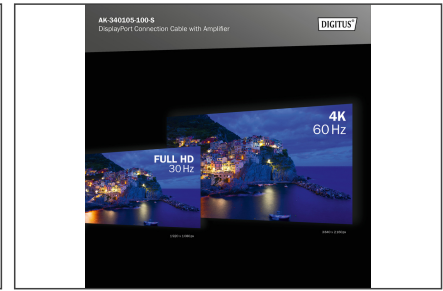 AK-340105-100-S
DisplayPort Connection Cable with Amplifier
DIGITUS®
4K
60 Hz
FULL HD
30 Hz